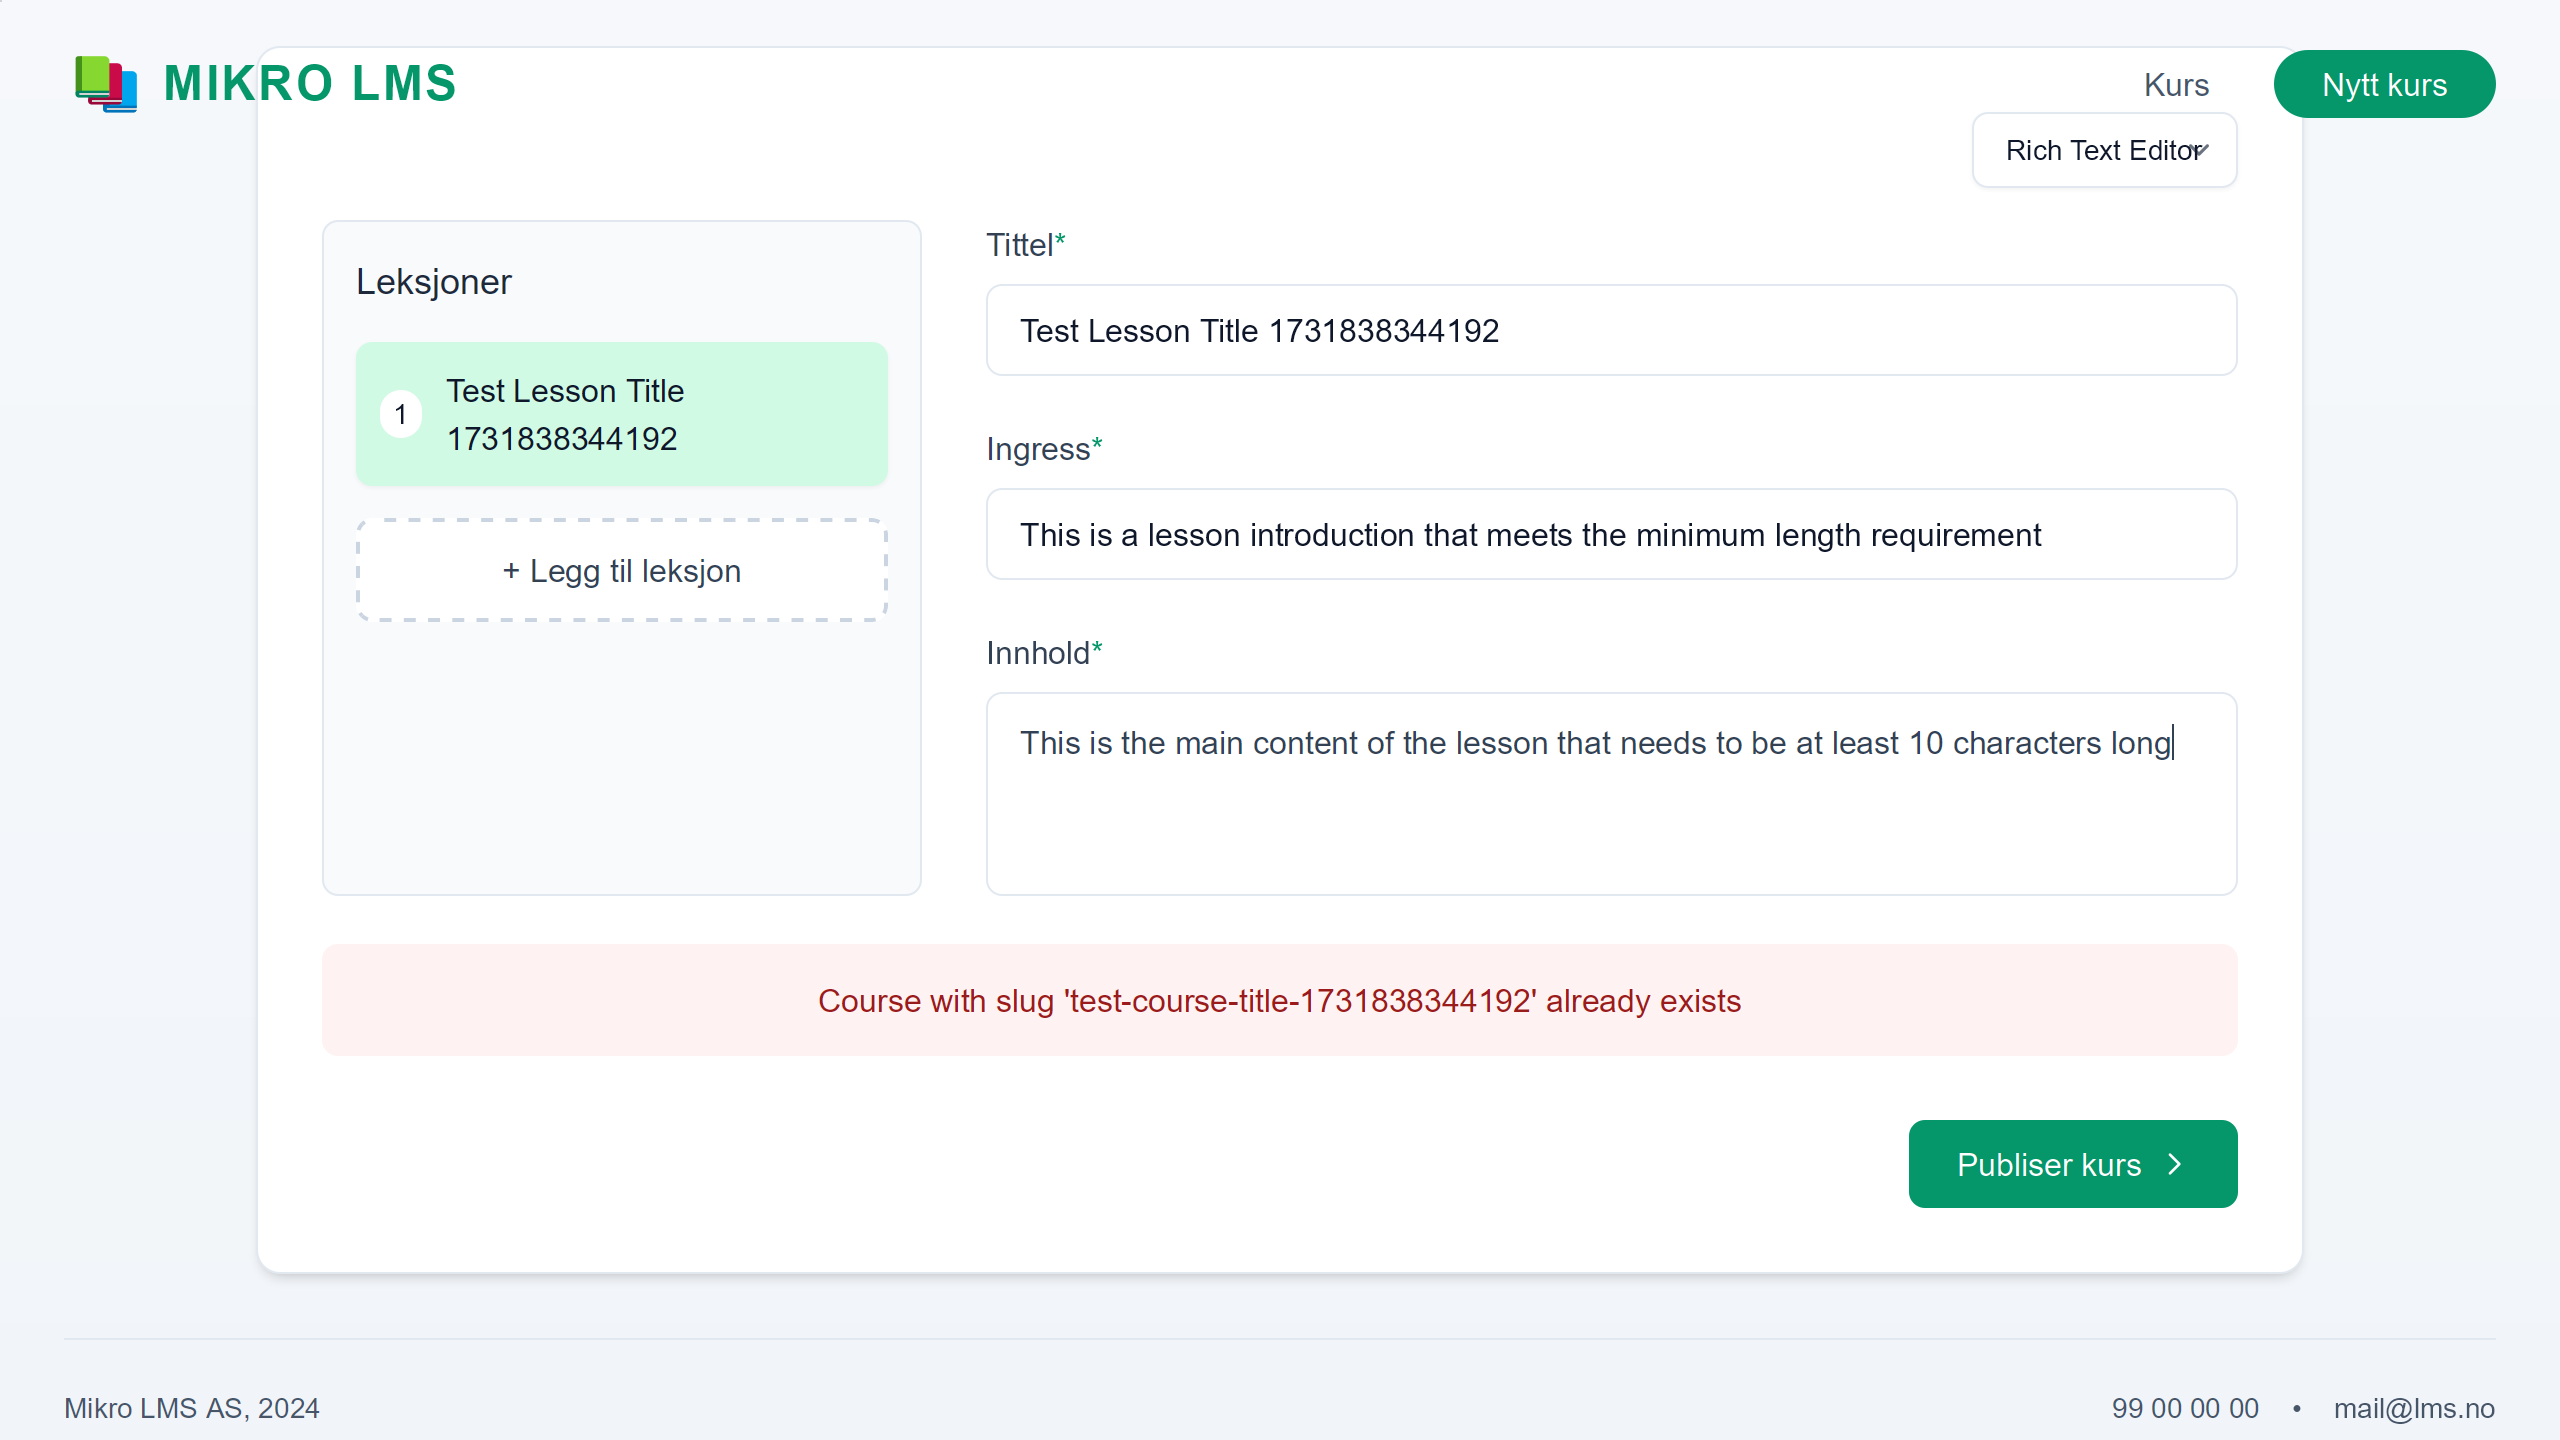 MIKRO LMS
Kurs
Nytt kurs
Rich Text Editor
Leksjoner
1
Test Lesson Title
1731838344192
+ Legg til leksjon
Tittel*
Test Lesson Title 1731838344192
Ingress*
This is a lesson introduction that meets the minimum length requirement
Innhold*
This is the main content of the lesson that needs to be at least 10 characters long
Course with slug 'test-course-title-1731838344192' already exists
Publiser kurs
Mikro LMS AS, 2024
99 00 00 00 • mail@lms.no